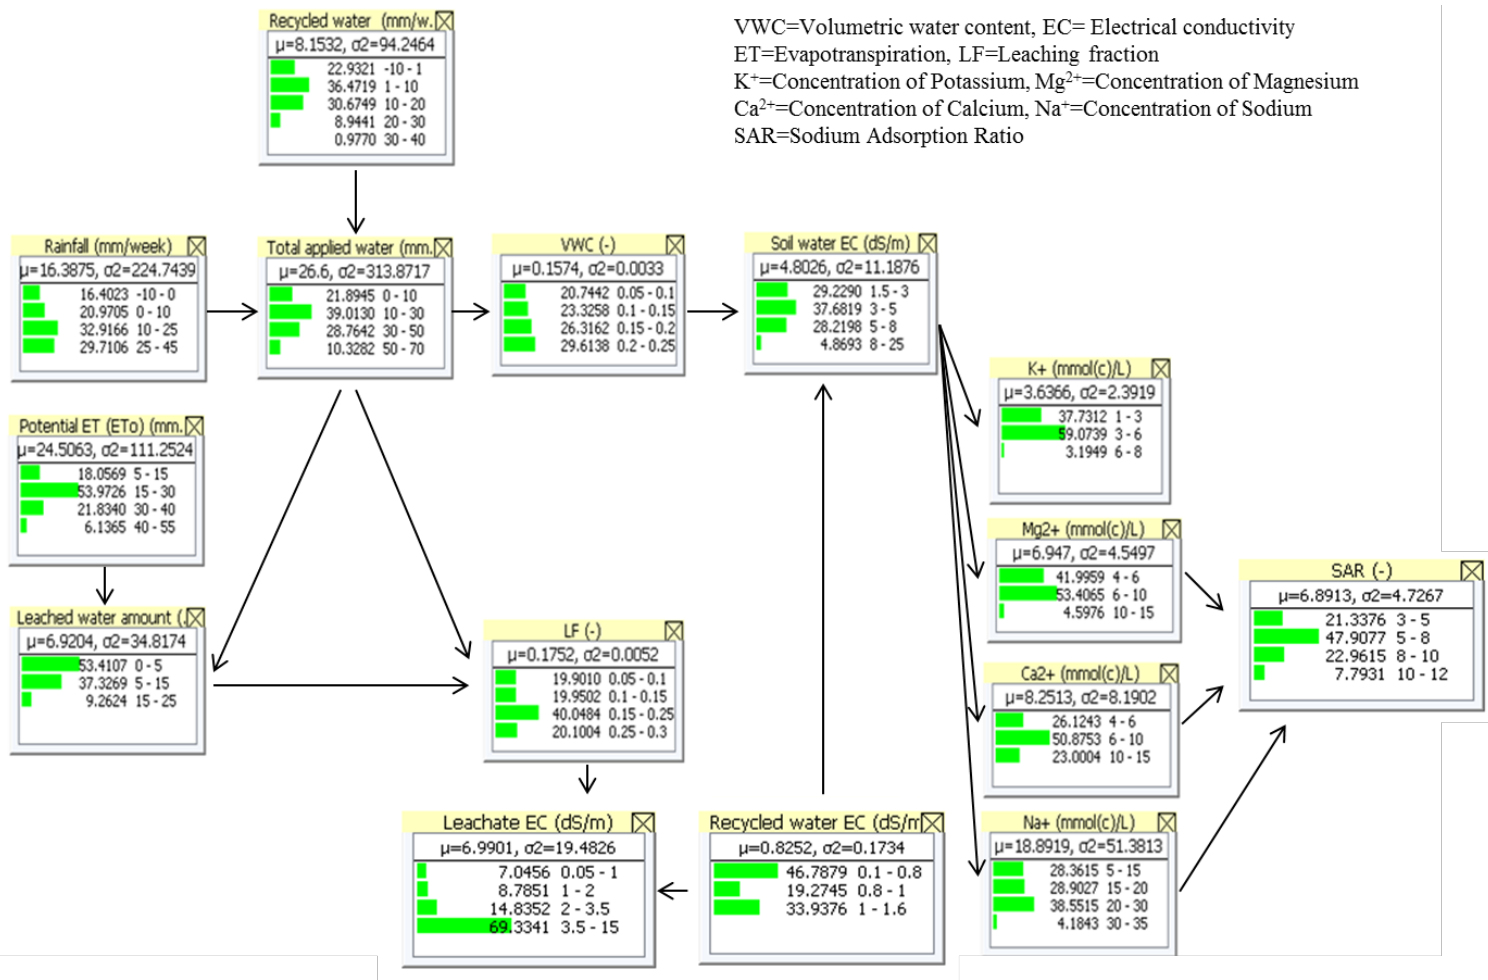 Recycled water (mm/w.
μ=8.1532, σ2=94.2464
22.9321 -10 - 1
36.4719 1 - 10
30.6749 10 - 20
8.9441 20 - 30
0.9770 30 - 40
VWC=Volumetric water content, EC= Electrical conductivity
ET=Evapotranspiration, LF=Leaching fraction
K⁺=Concentration of Potassium, Mg²⁺=Concentration of Magnesium
Ca²⁺=Concentration of Calcium, Na⁺=Concentration of Sodium
SAR=Sodium Adsorption Ratio
Rainfall (mm/week)
μ=16.3875, σ2=224.7439
16.4023 -10 - 0
20.9705 0 - 10
32.9166 10 - 25
29.7106 25 - 45
Total applied water (mm.
μ=26.6, σ2=313.8717
21.8945 0 - 10
39.0130 10 - 30
28.7642 30 - 50
10.3282 50 - 70
VWC (-)
μ=0.1574, σ2=0.0033
20.7442 0.05 - 0.1
23.3258 0.1 - 0.15
26.3162 0.15 - 0.2
29.6138 0.2 - 0.25
Soil water EC (dS/m)
μ=4.8026, σ2=11.1876
29.2290 1.5 - 3
37.6819 3 - 5
28.2198 5 - 8
4.8693 8 - 25
K+ (mmol(c)/L)
μ=3.6366, σ2=2.3919
37.7312 1 - 3
59.0739 3 - 6
3.1949 6 - 8
Potential ET (ETo) (mm.
μ=24.5063, σ2=111.2524
18.0569 5 - 15
53.9726 15 - 30
21.8340 30 - 40
6.1365 40 - 55
Mg2+ (mmol(c)/L)
μ=6.947, σ2=4.5497
41.9959 4 - 6
53.4065 6 - 10
4.5976 10 - 15
SAR (-)
μ=6.8913, σ2=4.7267
21.3376 3 - 5
47.9077 5 - 8
22.9615 8 - 10
7.7931 10 - 12
Leached water amount (.
μ=6.9204, σ2=34.8174
53.4107 0 - 5
37.3269 5 - 15
9.2624 15 - 25
LF (-)
μ=0.1752, σ2=0.0052
19.9010 0.05 - 0.1
19.9502 0.1 - 0.15
40.0484 0.15 - 0.25
20.1004 0.25 - 0.3
Ca2+ (mmol(c)/L)
μ=8.2513, σ2=8.1902
26.1243 4 - 6
50.8753 6 - 10
23.0004 10 - 15
Leachate EC (dS/m)
μ=6.9901, σ2=19.4826
7.0456 0.05 - 1
8.7851 1 - 2
14.8352 2 - 3.5
69.3341 3.5 - 15
Recycled water EC (dS/m
μ=0.8252, σ2=0.1734
46.7879 0.1 - 0.8
19.2745 0.8 - 1
33.9376 1 - 1.6
Na+ (mmol(c)/L)
μ=18.8919, σ2=51.3813
28.3615 5 - 15
28.9027 15 - 20
38.5515 20 - 30
4.1843 30 - 35